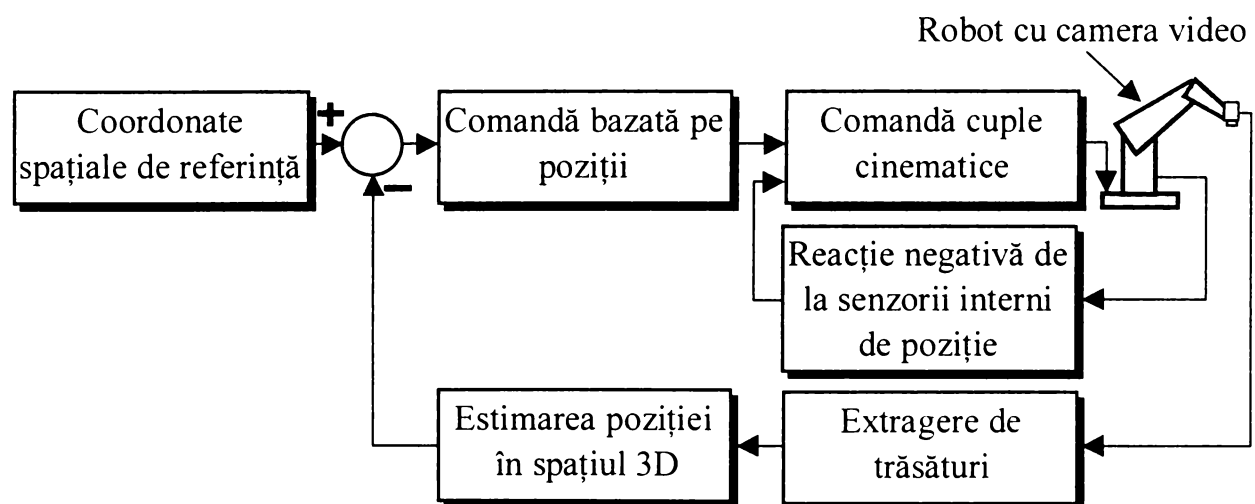 Robot cu camera video
Coordonate
spațiale de referință
+
−
Comandă bazată pe
poziții
Comandă cuple
cinematice
Reacție negativă de
la senzorii interni
de poziție
Estimarea poziției
în spațiul 3D
Extragere de
trăsături